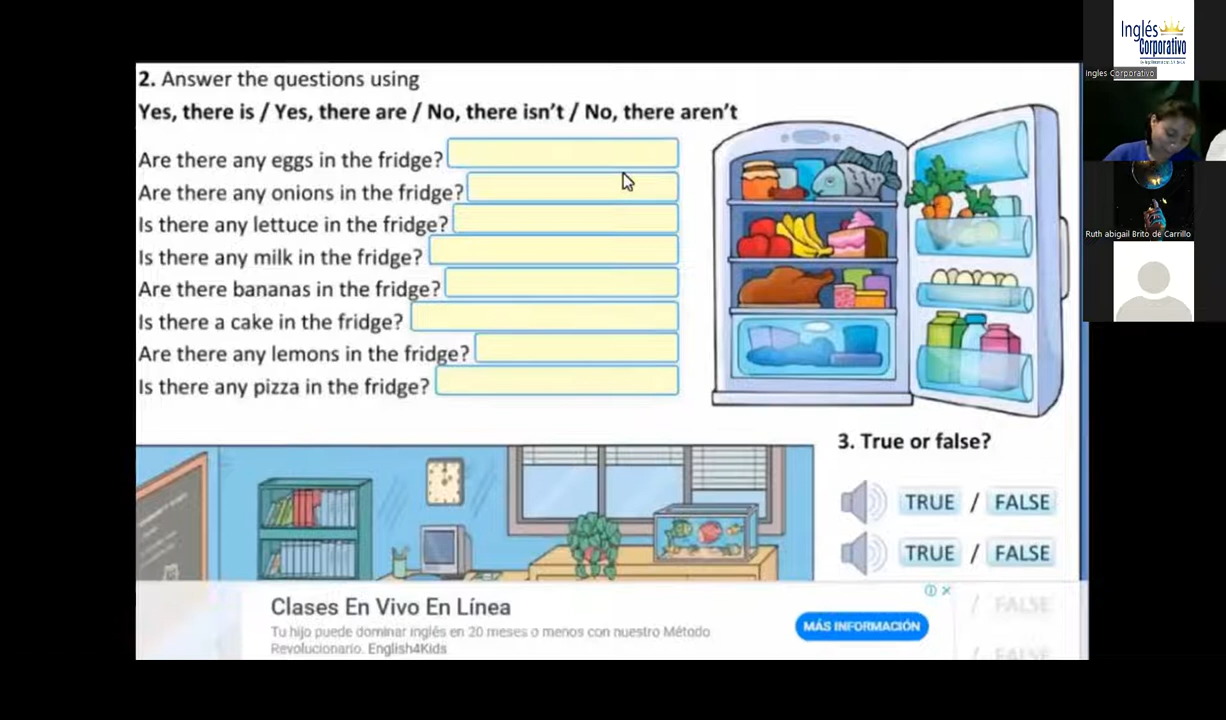 2. Answer the questions using
Yes, there is / Yes, there are / No, there isn't / No, there aren't
Are there any eggs in the fridge?
Are there any onions in the fridge?
Is there any lettuce in the fridge?
Is there any milk in the fridge?
Are there bananas in the fridge?
Is there a cake in the fridge?
Are there any lemons in the fridge?
Is there any pizza in the fridge?
3. True or false?
TRUE / FALSE
TRUE / FALSE
/ FALSE
/ FALSE
Clases En Vivo En Línea
Tu hijo puede dominar inglés en 20 meses o menos con nuestro Método
Revolucionario. English4Kids
MÁS INFORMACIÓN
Inglés
Corporativo
Ingles Corporativo
Ruth abigail Brito de Carrillo